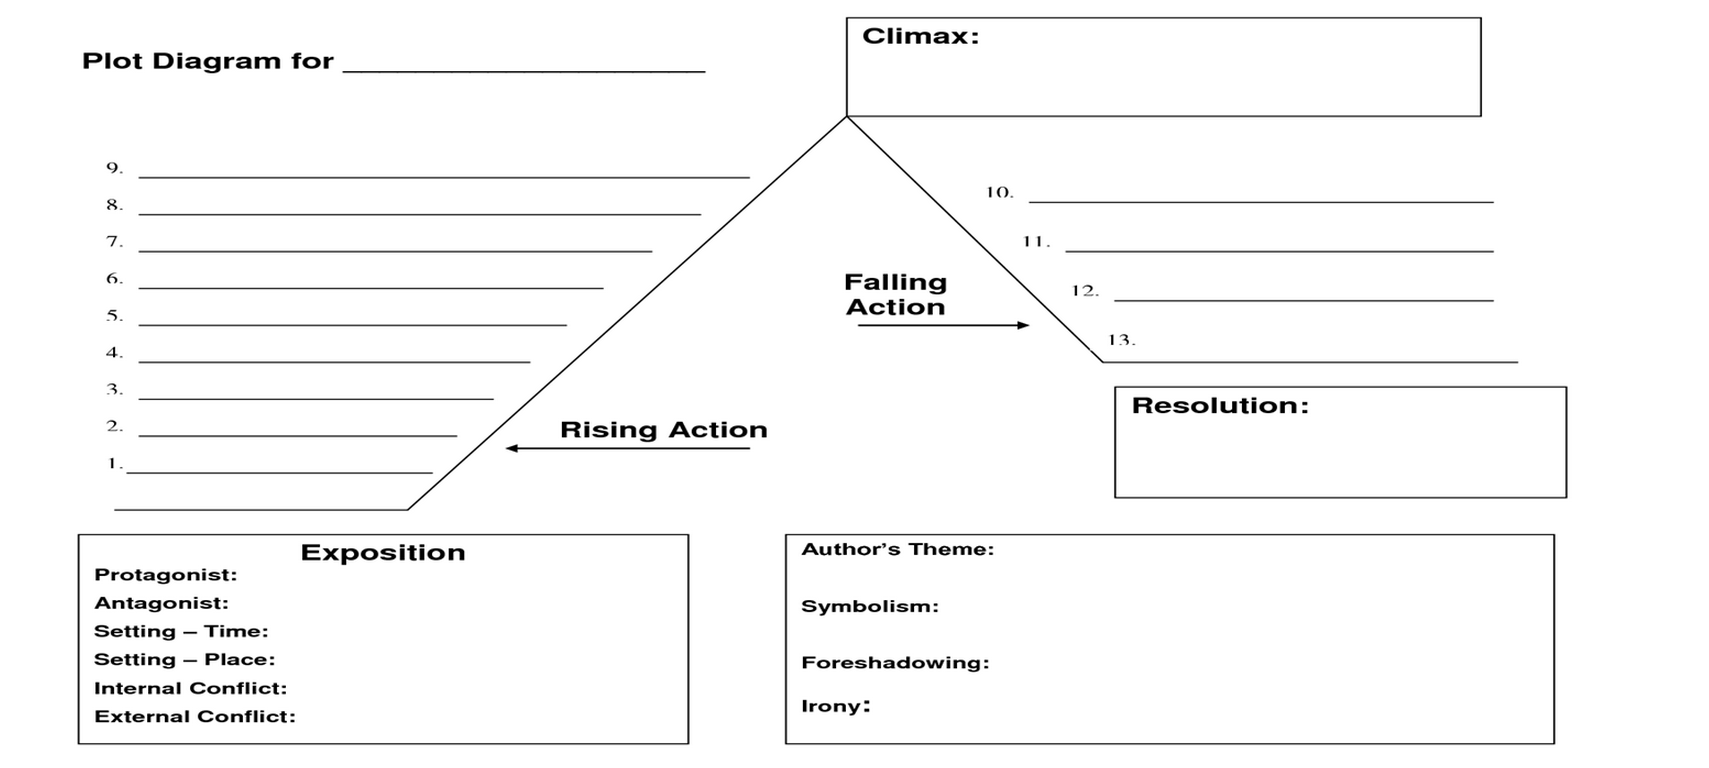 Plot Diagram for ____________________________
Climax:
9.
8.
7.
6.
5.
4.
3.
2.
1.
Rising Action
Falling
Action
10.
11.
12.
13.
Resolution:
Exposition
Protagonist:
Antagonist:
Setting – Time:
Setting – Place:
Internal Conflict:
External Conflict:
Author’s Theme:
Symbolism:
Foreshadowing:
Irony: